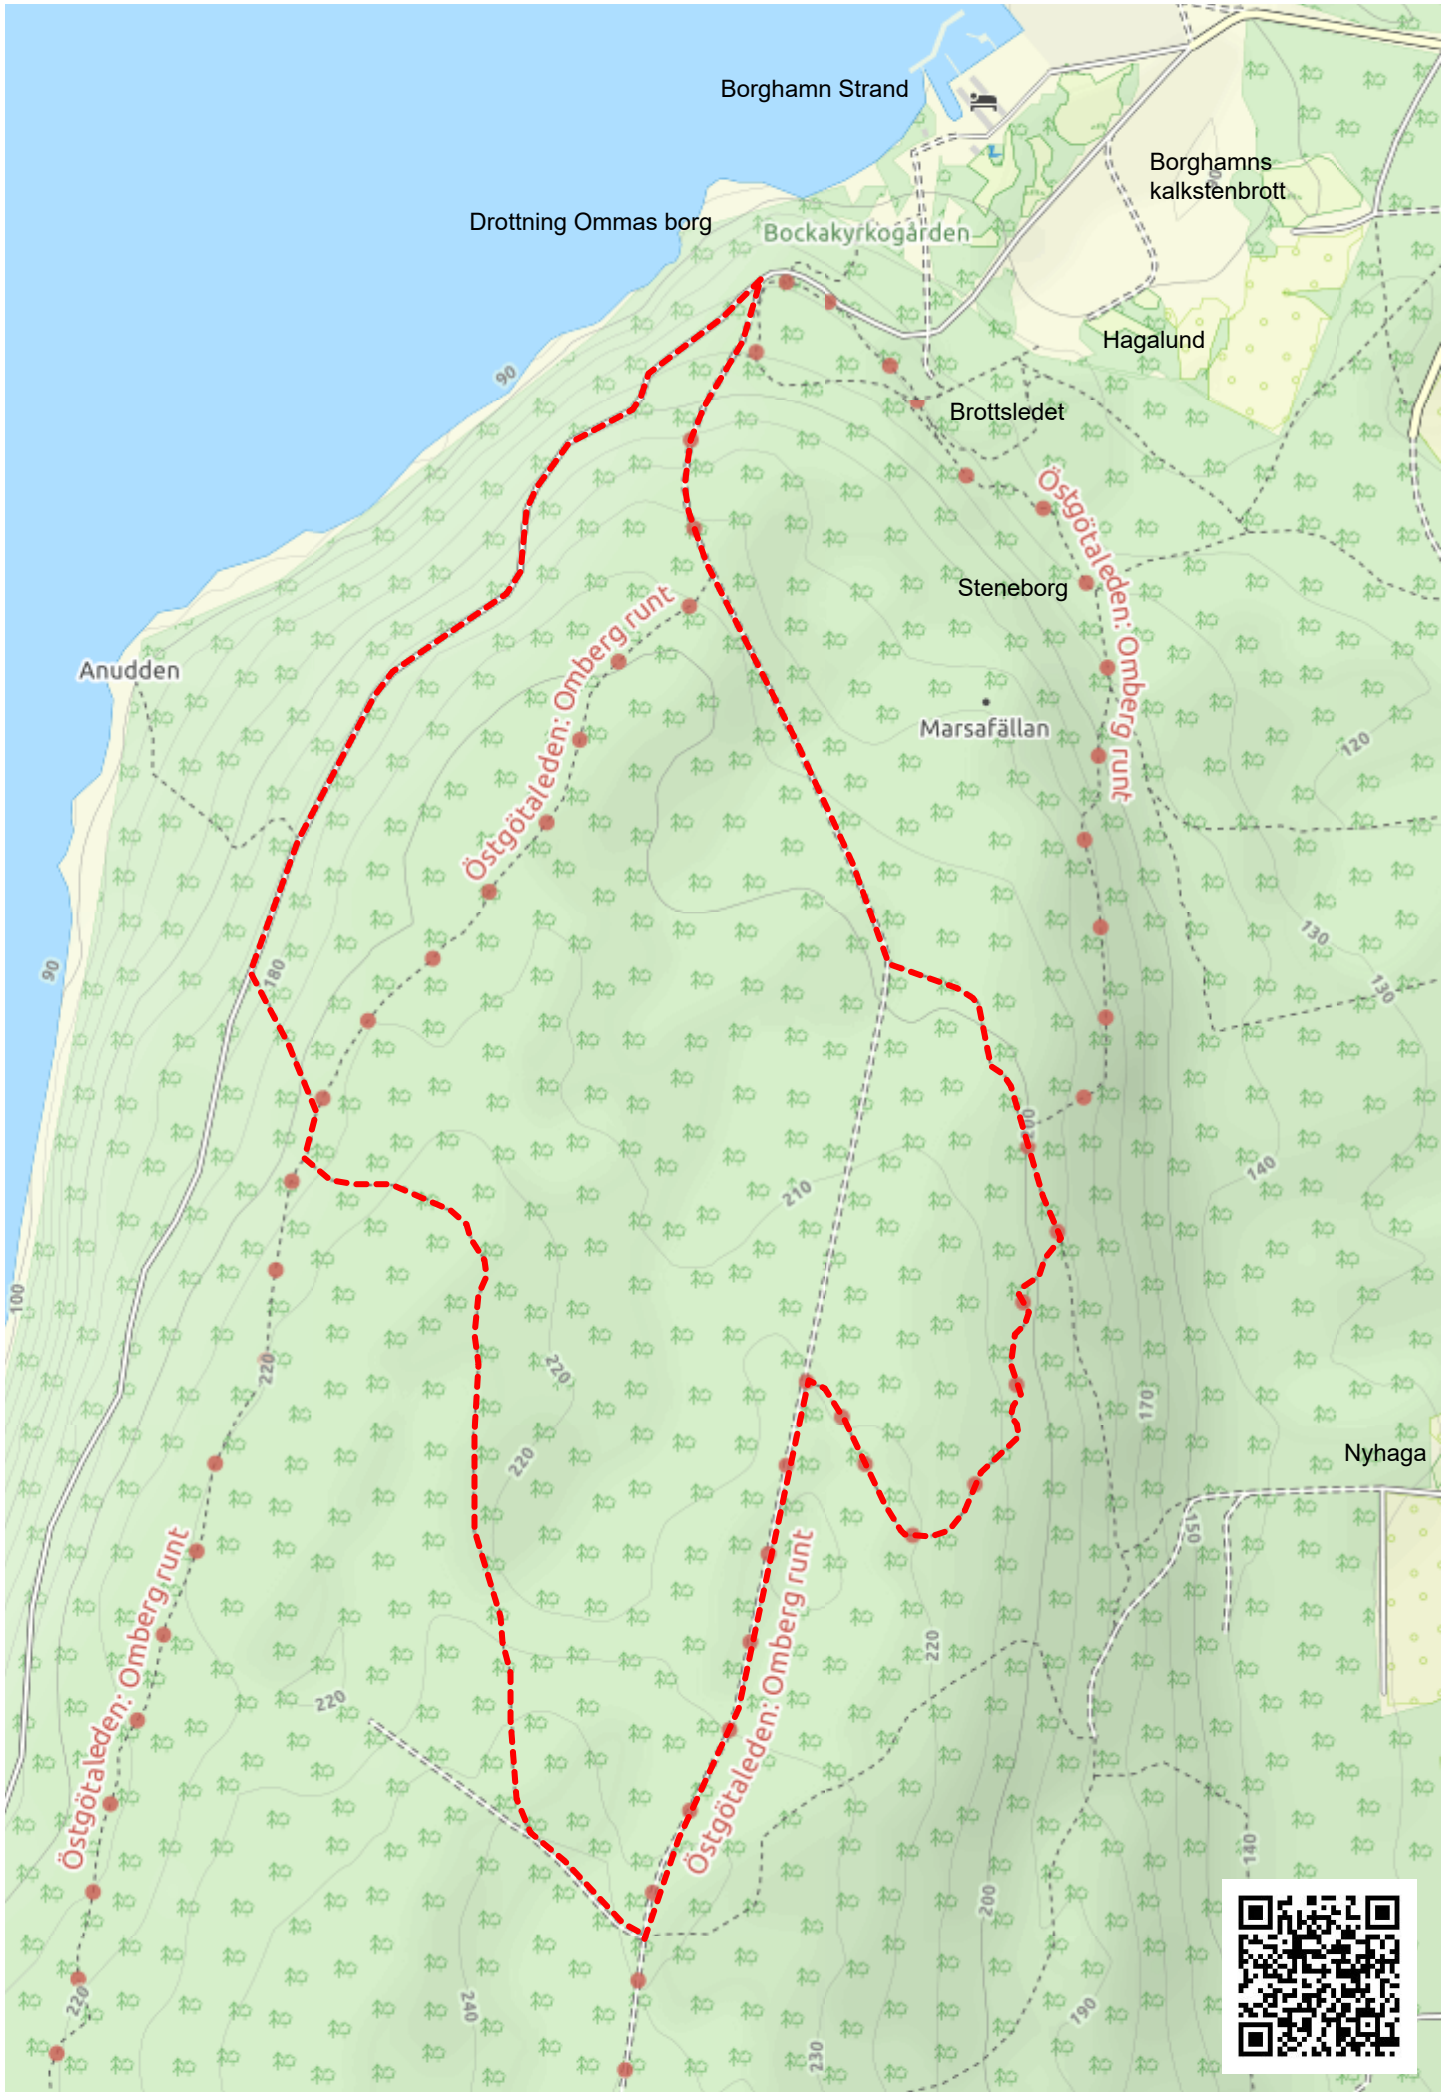 Borghamn Strand
Borghamns
kalkstenbrott
90
Drottning Ommas borg
Bockakyrkogården
Hagalund
90
Brottsledet
Östgötaleden: Omberg runt
Steneborg
Östgötaleden: Omberg runt
Anudden
Marsafällan
120
130
90
180
130
200
140
210
100
220
220
170
220
Nyhaga
150
Östgötaleden: Omberg runt
Östgötaleden: Omberg runt
220
220
140
200
220
240
190
230